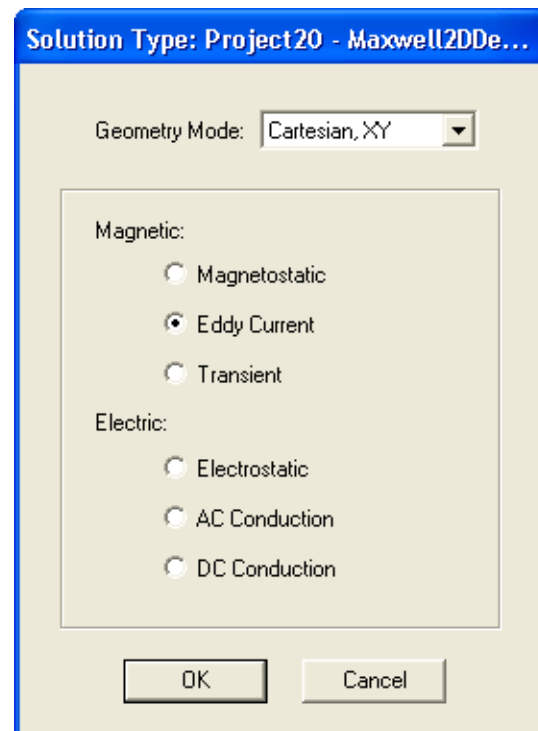 Solution Type: Project20 - Maxwell2DDe...
Geometry Mode: Cartesian, XY
Magnetic:
Magnetostatic
Eddy Current
Transient
Electric:
Electrostatic
AC Conduction
DC Conduction
OK Cancel